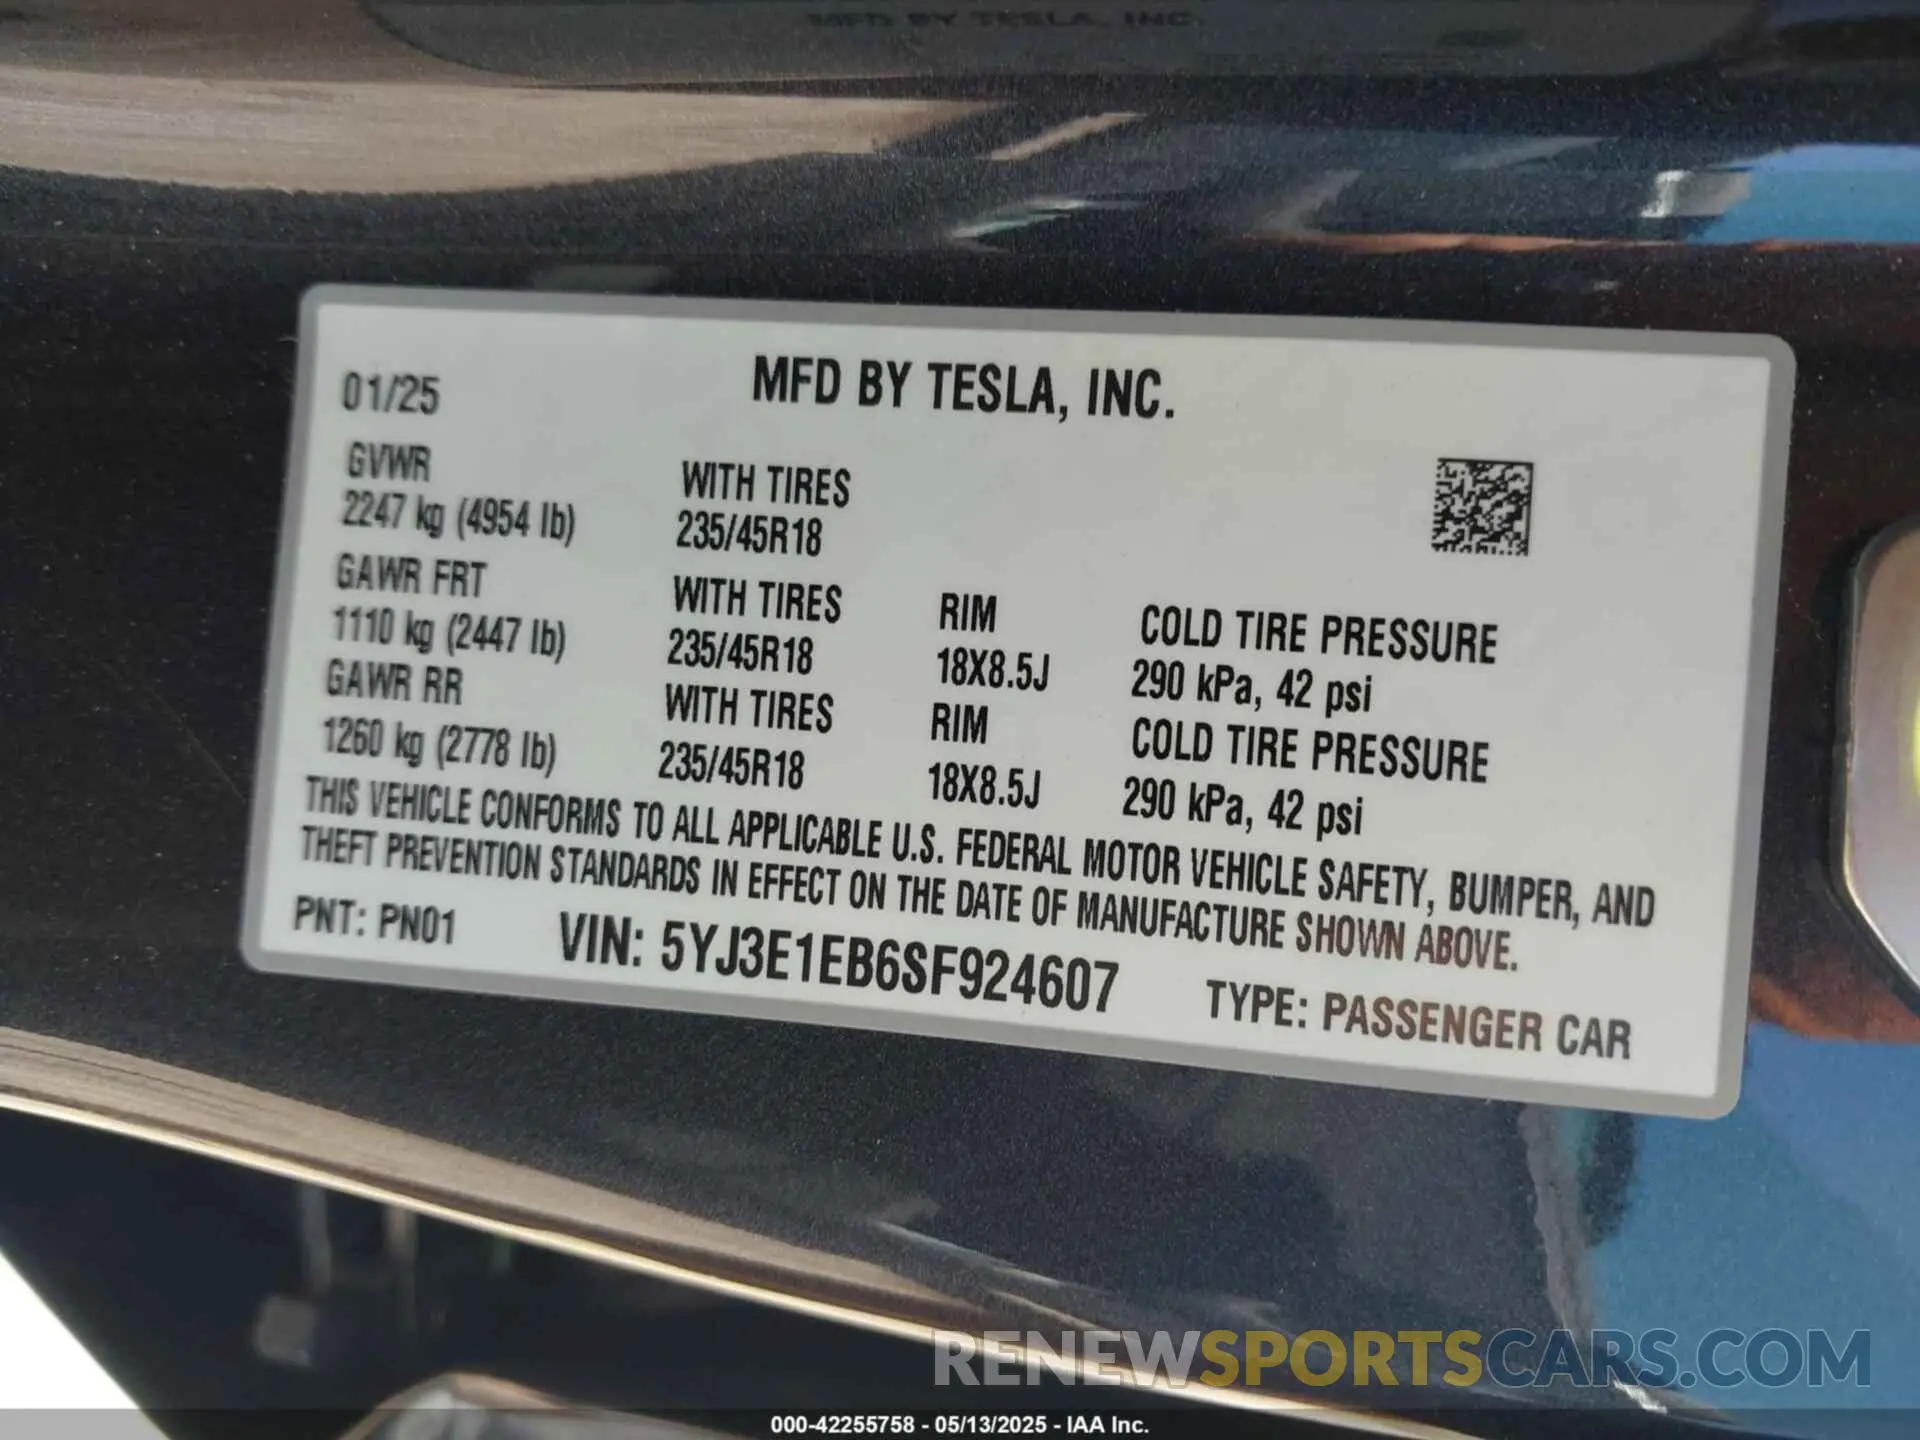 MFD BY TESLA, INC.
01/25 MFD BY TESLA, INC.
GVWR WITH TIRES
2247 kg (4954 lb) 235/45R18
GAWR FRT WITH TIRES RIM COLD TIRE PRESSURE
1110 kg (2447 lb) 235/45R18 18X8.5J 290 kPa, 42 psi
GAWR RR WITH TIRES RIM COLD TIRE PRESSURE
1260 kg (2778 lb) 235/45R18 18X8.5J 290 kPa, 42 psi
THIS VEHICLE CONFORMS TO ALL APPLICABLE U.S. FEDERAL MOTOR VEHICLE SAFETY, BUMPER, AND
THEFT PREVENTION STANDARDS IN EFFECT ON THE DATE OF MANUFACTURE SHOWN ABOVE.
PNT: PN01 VIN: 5YJ3E1EB6SF924607 TYPE: PASSENGER CAR
RENEWSPORTSCARS.COM
000-42255758 - 05/13/2025 - IAA Inc.